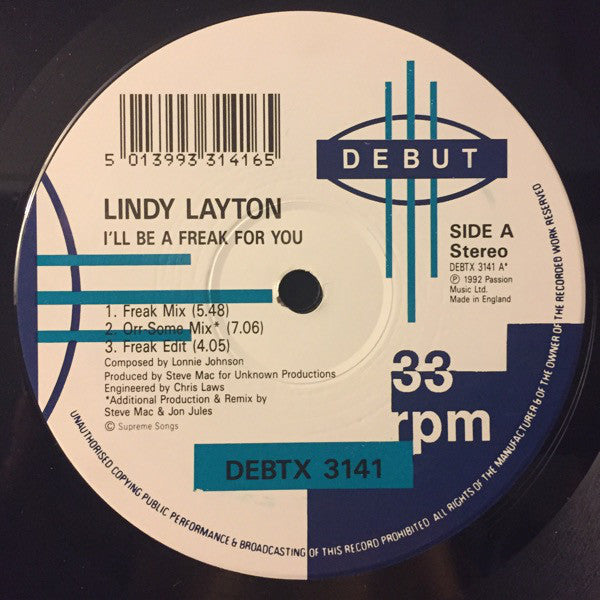 5 013993 314165
DEBUT
LINDY LAYTON
I'LL BE A FREAK FOR YOU
SIDE A
Stereo
DEBTX 3141 A*
℗ 1992 Passion
Music Ltd.
Made in England
1. Freak Mix (5.48)
2. Orr-Some Mix* (7.06)
3. Freak Edit (4.05)
Composed by Lonnie Johnson
Produced by Steve Mac for Unknown Productions
Engineered by Chris Laws
*Additional Production & Remix by
Steve Mac & Jon Jules
© Supreme Songs
33
rpm
DEBTX 3141
UNAUTHORISED COPYING PUBLIC PERFORMANCE & BROADCASTING OF THIS RECORD PROHIBITED. ALL RIGHTS OF THE MANUFACTURER & OF THE OWNER OF THE RECORDED WORK RESERVED